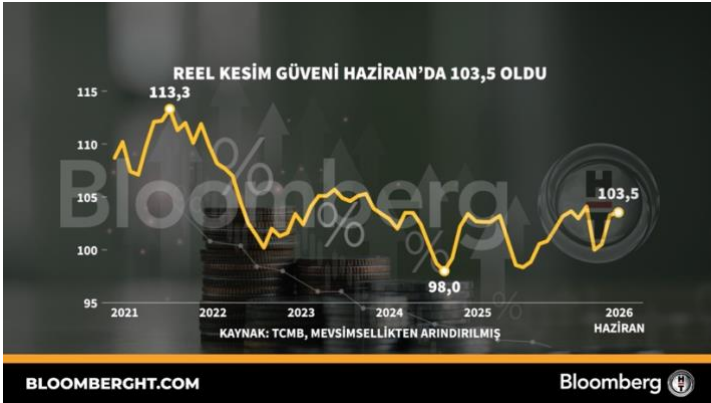 REEL KESİM GÜVENİ HAZİRAN'DA 103,5 OLDU
115
113,3
110
105
103,5
100
98,0
95
2021 2022 2023 2024 2025 2026
HAZİRAN
KAYNAK: TCMB, MEVSİMSELLİKTEN ARINDIRILMIŞ
Bloomberg HT
% % % %
BLOOMBERGHT.COM
Bloomberg HT